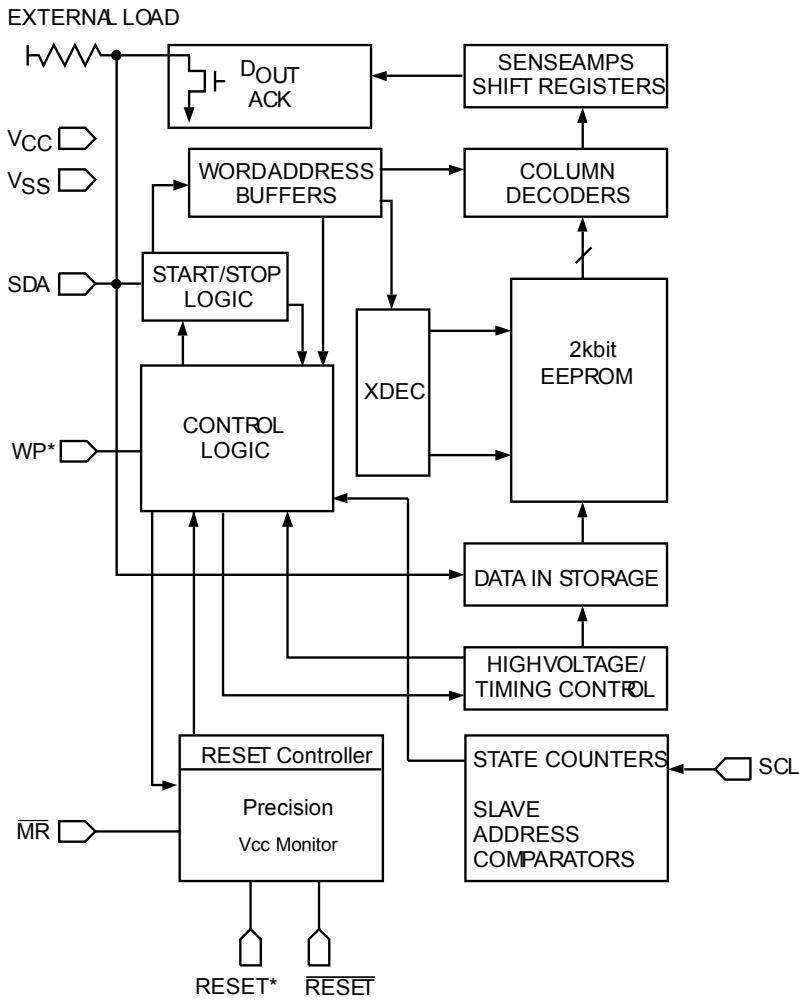 EXTERNAL LOAD
DOUT
ACK
SENSEAMPS
SHIFT REGISTERS
VCC
VSS
WORDADDRESS
BUFFERS
COLUMN
DECODERS
SDA
START/STOP
LOGIC
2kbit
EEPROM
XDEC
WP*
CONTROL
LOGIC
DATA IN STORAGE
HIGHVOLTAGE/
TIMING CONTROL
RESET Controller
Precision
Vcc Monitor
STATE COUNTERS
SLAVE
ADDRESS
COMPARATORS
SCL
MR
RESET*
RESET